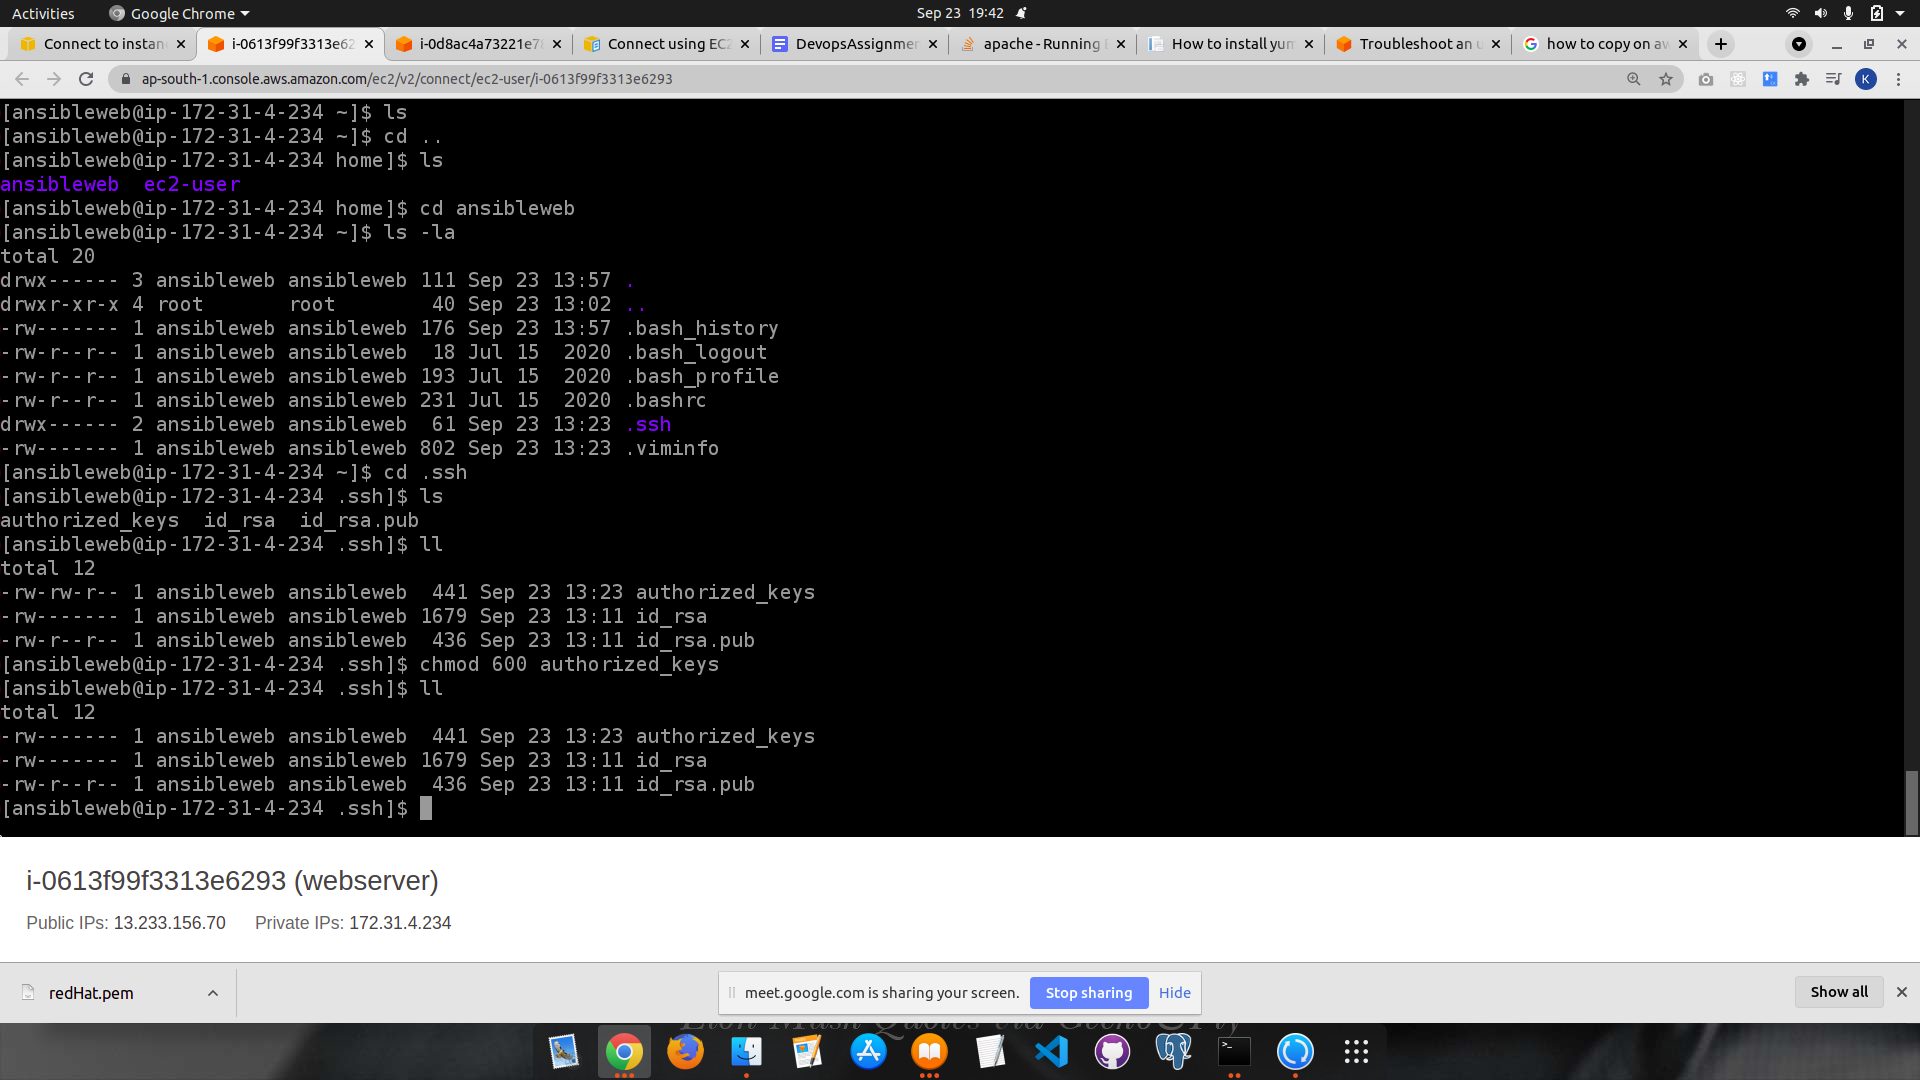 Activities
Google Chrome
Sep 23 19:42
Connect to instan
i-0613f99f3313e62
i-0d8ac4a73221e7
Connect using EC2
DevopsAssignmen
apache - Running
How to install yum
Troubleshoot an u
how to copy on aw
ap-south-1.console.aws.amazon.com/ec2/v2/connect/ec2-user/i-0613f99f3313e6293
K
[ansibleweb@ip-172-31-4-234 ~]$ ls
[ansibleweb@ip-172-31-4-234 ~]$ cd ..
[ansibleweb@ip-172-31-4-234 home]$ ls
ansibleweb  ec2-user
[ansibleweb@ip-172-31-4-234 home]$ cd ansibleweb
[ansibleweb@ip-172-31-4-234 ~]$ ls -la
total 20
drwx------ 3 ansibleweb ansibleweb 111 Sep 23 13:57 .
drwxr-xr-x 4 root       root        40 Sep 23 13:02 ..
-rw------- 1 ansibleweb ansibleweb 176 Sep 23 13:57 .bash_history
-rw-r--r-- 1 ansibleweb ansibleweb  18 Jul 15  2020 .bash_logout
-rw-r--r-- 1 ansibleweb ansibleweb 193 Jul 15  2020 .bash_profile
-rw-r--r-- 1 ansibleweb ansibleweb 231 Jul 15  2020 .bashrc
drwx------ 2 ansibleweb ansibleweb  61 Sep 23 13:23 .ssh
-rw------- 1 ansibleweb ansibleweb 802 Sep 23 13:23 .viminfo
[ansibleweb@ip-172-31-4-234 ~]$ cd .ssh
[ansibleweb@ip-172-31-4-234 .ssh]$ ls
authorized_keys  id_rsa  id_rsa.pub
[ansibleweb@ip-172-31-4-234 .ssh]$ ll
total 12
-rw-rw-r-- 1 ansibleweb ansibleweb  441 Sep 23 13:23 authorized_keys
-rw------- 1 ansibleweb ansibleweb 1679 Sep 23 13:11 id_rsa
-rw-r--r-- 1 ansibleweb ansibleweb  436 Sep 23 13:11 id_rsa.pub
[ansibleweb@ip-172-31-4-234 .ssh]$ chmod 600 authorized_keys
[ansibleweb@ip-172-31-4-234 .ssh]$ ll
total 12
-rw------- 1 ansibleweb ansibleweb  441 Sep 23 13:23 authorized_keys
-rw------- 1 ansibleweb ansibleweb 1679 Sep 23 13:11 id_rsa
-rw-r--r-- 1 ansibleweb ansibleweb  436 Sep 23 13:11 id_rsa.pub
[ansibleweb@ip-172-31-4-234 .ssh]$
i-0613f99f3313e6293 (webserver)
Public IPs: 13.233.156.70 Private IPs: 172.31.4.234
redHat.pem
meet.google.com is sharing your screen.
Stop sharing
Hide
Show all